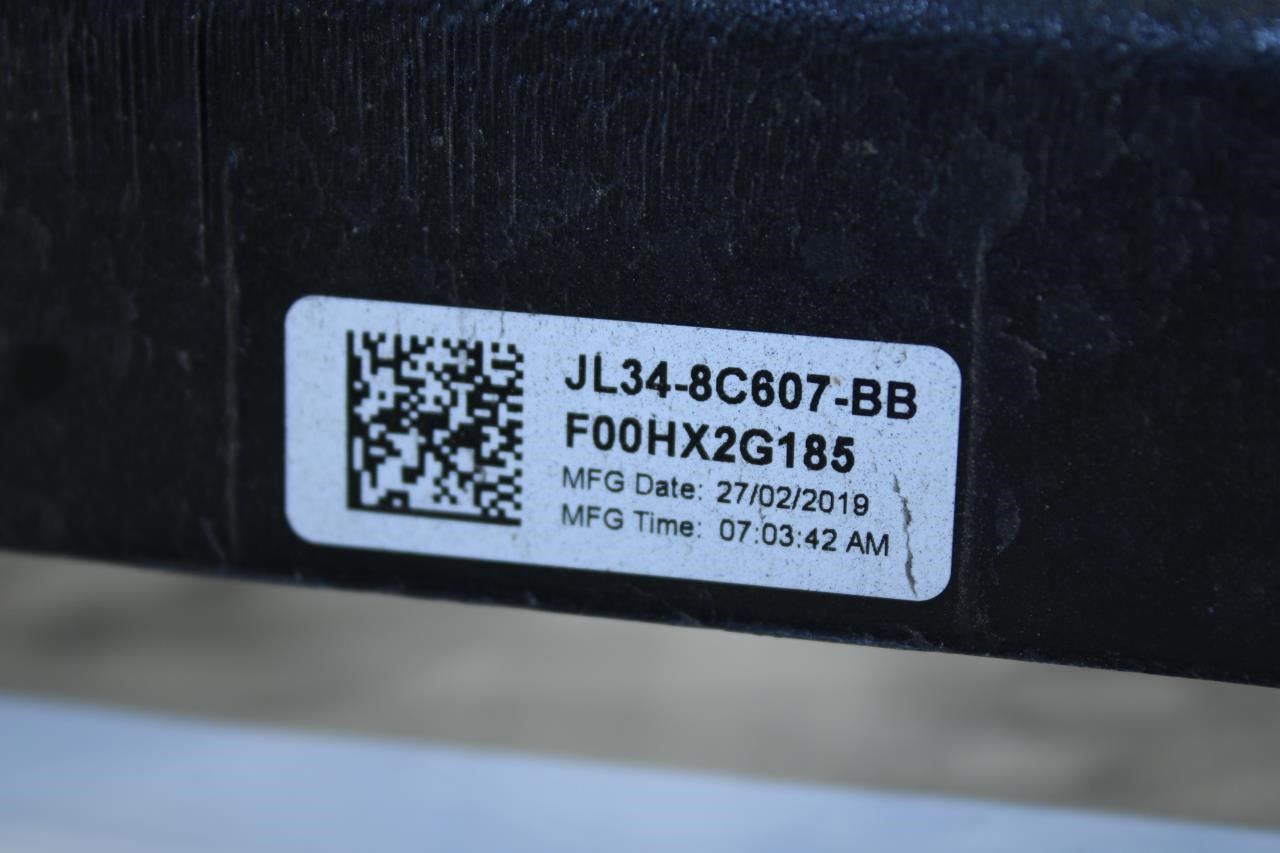 JL34-8C607-BB
F00HX2G185
MFG Date: 27/02/2019
MFG Time: 07:03:42 AM